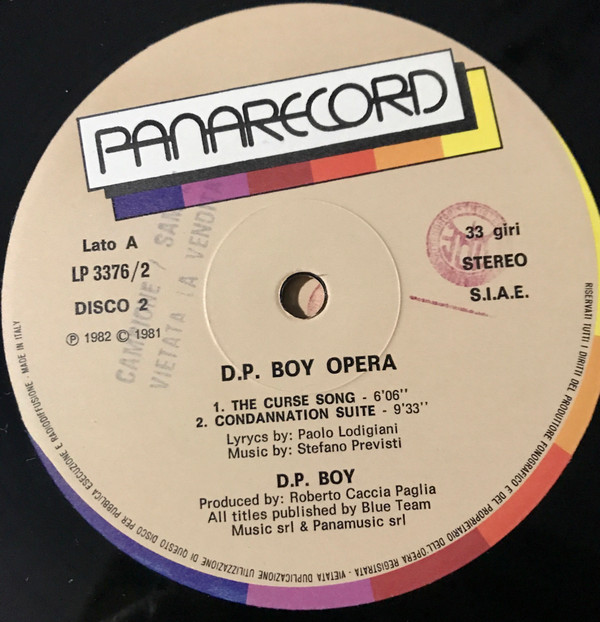 PANARECORD
Lato A
LP 3376/2
DISCO 2
Ⓟ 1982 © 1981
CAMPIONE / SAM
VIETATA LA VENDITA
33 giri
STEREO
S.I.A.E.
D.P. BOY OPERA
1. THE CURSE SONG - 6'06''
2. CONDANNATION SUITE - 9'33''
Lyrycs by: Paolo Lodigiani
Music by: Stefano Previsti
D.P. BOY
Produced by: Roberto Caccia Paglia
All titles published by Blue Team
Music srl & Panamusic srl
RISERVATI TUTTI I DIRITTI DEL PRODUTTORE FONOGRAFICO E DEL PROPRIETARIO DELL'OPERA REGISTRATA - VIETATA DUPLICAZIONE UTILIZZAZIONE DI QUESTO DISCO PER PUBBLICA ESECUZIONE E RADIODIFFUSIONE. MADE IN ITALY